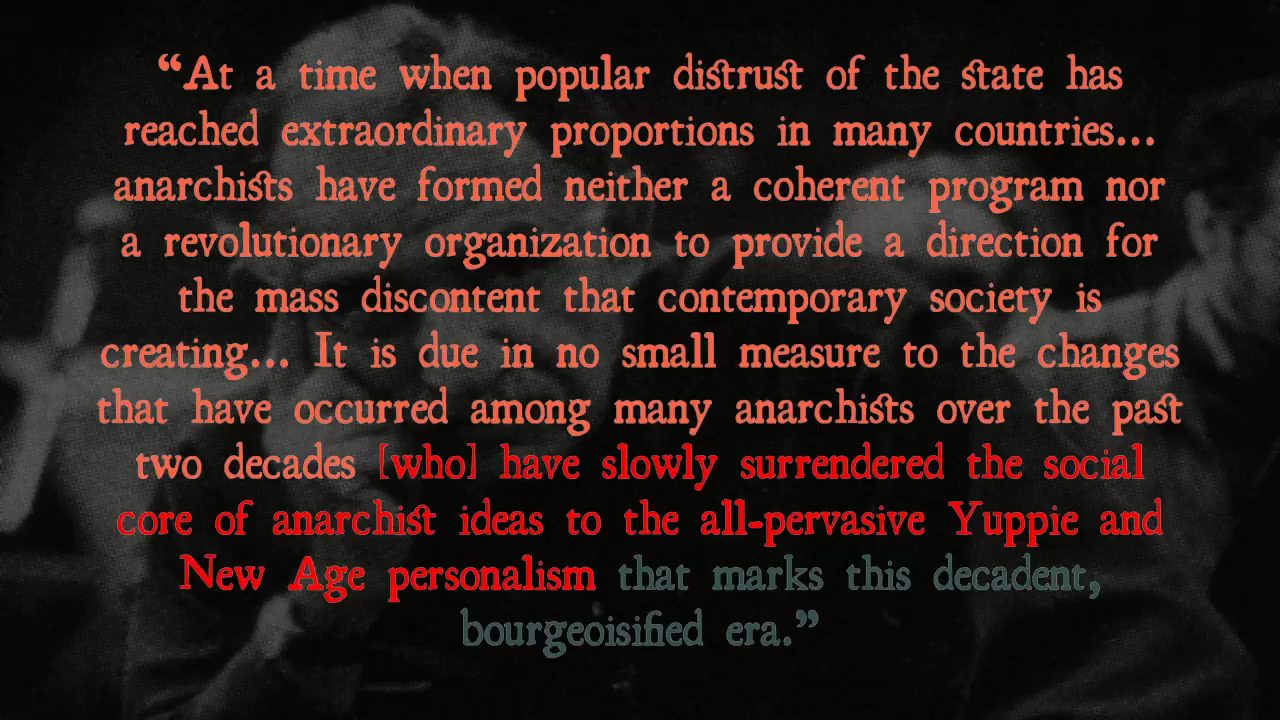 “At a time when popular distrust of the state has
reached extraordinary proportions in many countries...
anarchists have formed neither a coherent program nor
a revolutionary organization to provide a direction for
the mass discontent that contemporary society is
creating... It is due in no small measure to the changes
that have occurred among many anarchists over the past
two decades [who] have slowly surrendered the social
core of anarchist ideas to the all-pervasive Yuppie and
New Age personalism that marks this decadent,
bourgeoisified era.”